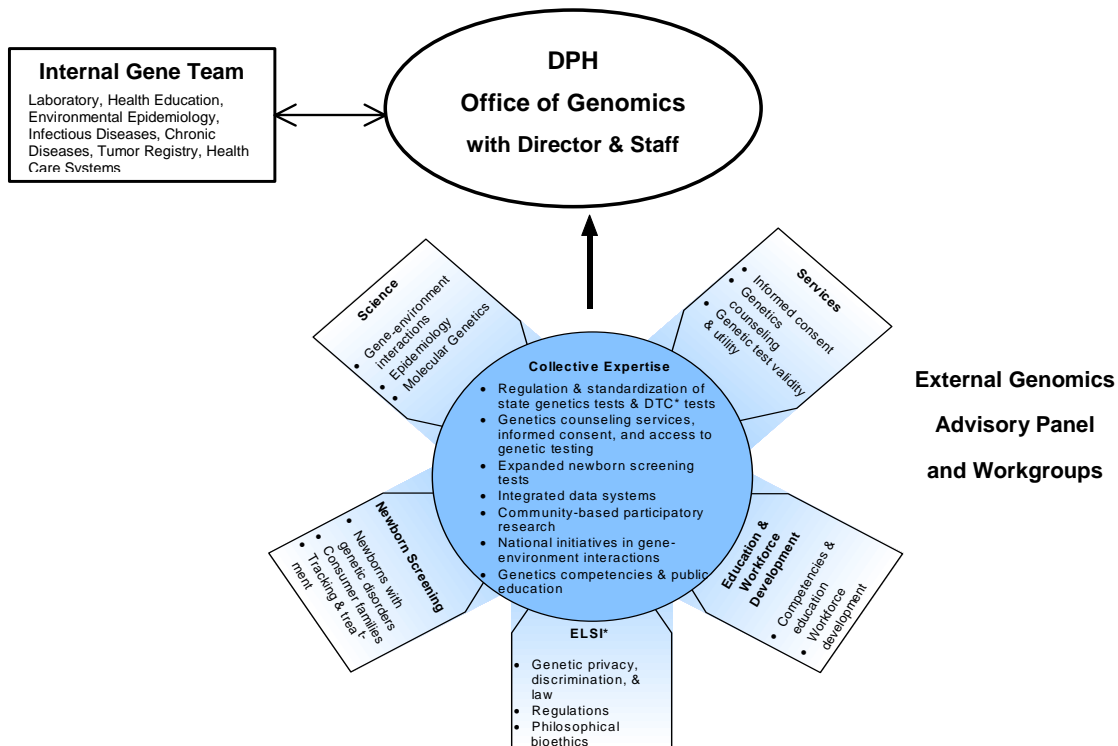 Internal Gene Team
Laboratory, Health Education,
Environmental Epidemiology,
Infectious Diseases, Chronic
Diseases, Tumor Registry, Health
Care Systems
DPH
Office of Genomics
with Director & Staff
Science
• Gene-environment
interactions
• Epidemiology
• Molecular Genetics
Services
• Informed consent
• Genetics
counseling
• Genetic test validity
& utility
External Genomics
Advisory Panel
and Workgroups
Collective Expertise
• Regulation & standardization of
state genetics tests & DTC* tests
• Genetics counseling services,
informed consent, and access to
genetic testing
• Expanded newborn screening
tests
• Integrated data systems
• Community-based participatory
research
• National initiatives in gene-
environment interactions
• Genetics competencies & public
education
Newborn Screening
• Newborns with
genetic disorders
• Consumer families
• Tracking & treat-
ment
Education &
Workforce
Development
• Competencies &
education
• Workforce
development
ELSI*
• Genetic privacy,
discrimination, &
law
• Regulations
• Philosophical
bioethics